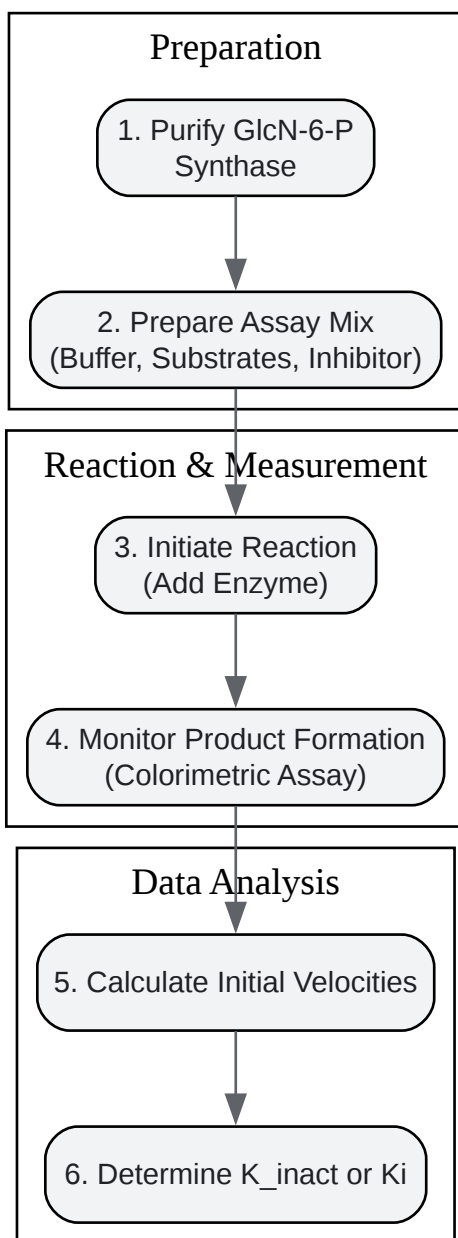 Preparation
1. Purify GlcN-6-P
Synthase
2. Prepare Assay Mix
(Buffer, Substrates, Inhibitor)
Reaction & Measurement
3. Initiate Reaction
(Add Enzyme)
4. Monitor Product Formation
(Colorimetric Assay)
Data Analysis
5. Calculate Initial Velocities
6. Determine K_inact or Ki